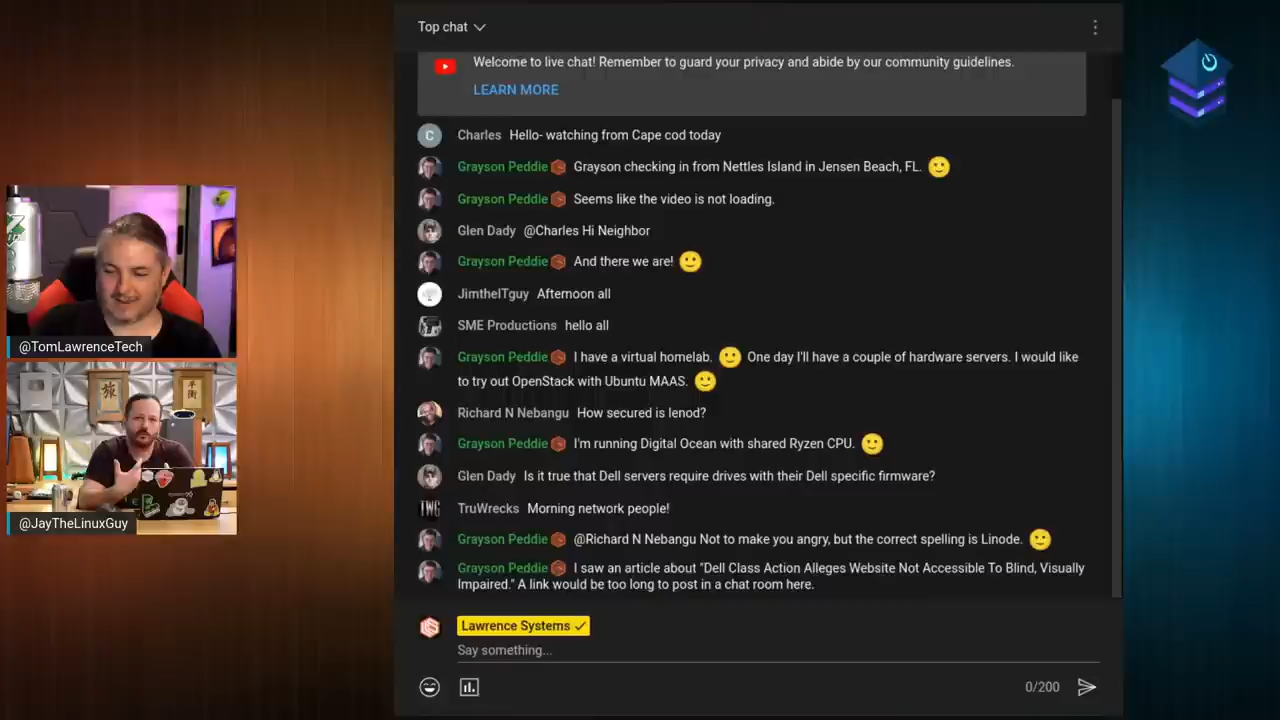 Top chat
Welcome to live chat! Remember to guard your privacy and abide by our community guidelines.
LEARN MORE
C Charles Hello- watching from Cape cod today
Grayson Peddie Grayson checking in from Nettles Island in Jensen Beach, FL.
Grayson Peddie Seems like the video is not loading.
Glen Dady @Charles Hi Neighbor
Grayson Peddie And there we are!
JimtheITguy Afternoon all
SME Productions hello all
Grayson Peddie I have a virtual homelab. One day I'll have a couple of hardware servers. I would like
to try out OpenStack with Ubuntu MAAS.
Richard N Nebangu How secured is lenod?
Grayson Peddie I'm running Digital Ocean with shared Ryzen CPU.
Glen Dady Is it true that Dell servers require drives with their Dell specific firmware?
TWG TruWrecks Morning network people!
Grayson Peddie @Richard N Nebangu Not to make you angry, but the correct spelling is Linode.
Grayson Peddie I saw an article about "Dell Class Action Alleges Website Not Accessible To Blind, Visually
Impaired." A link would be too long to post in a chat room here.
Lawrence Systems
Say something...
0/200
@TomLawrenceTech
旅
平
@JayTheLinuxGuy